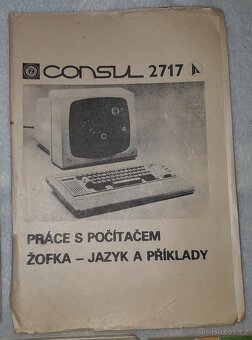 CONSUL 2717
PRÁCE S POČÍTAČEM
ŽOFKA – JAZYK A PŘÍKLADY